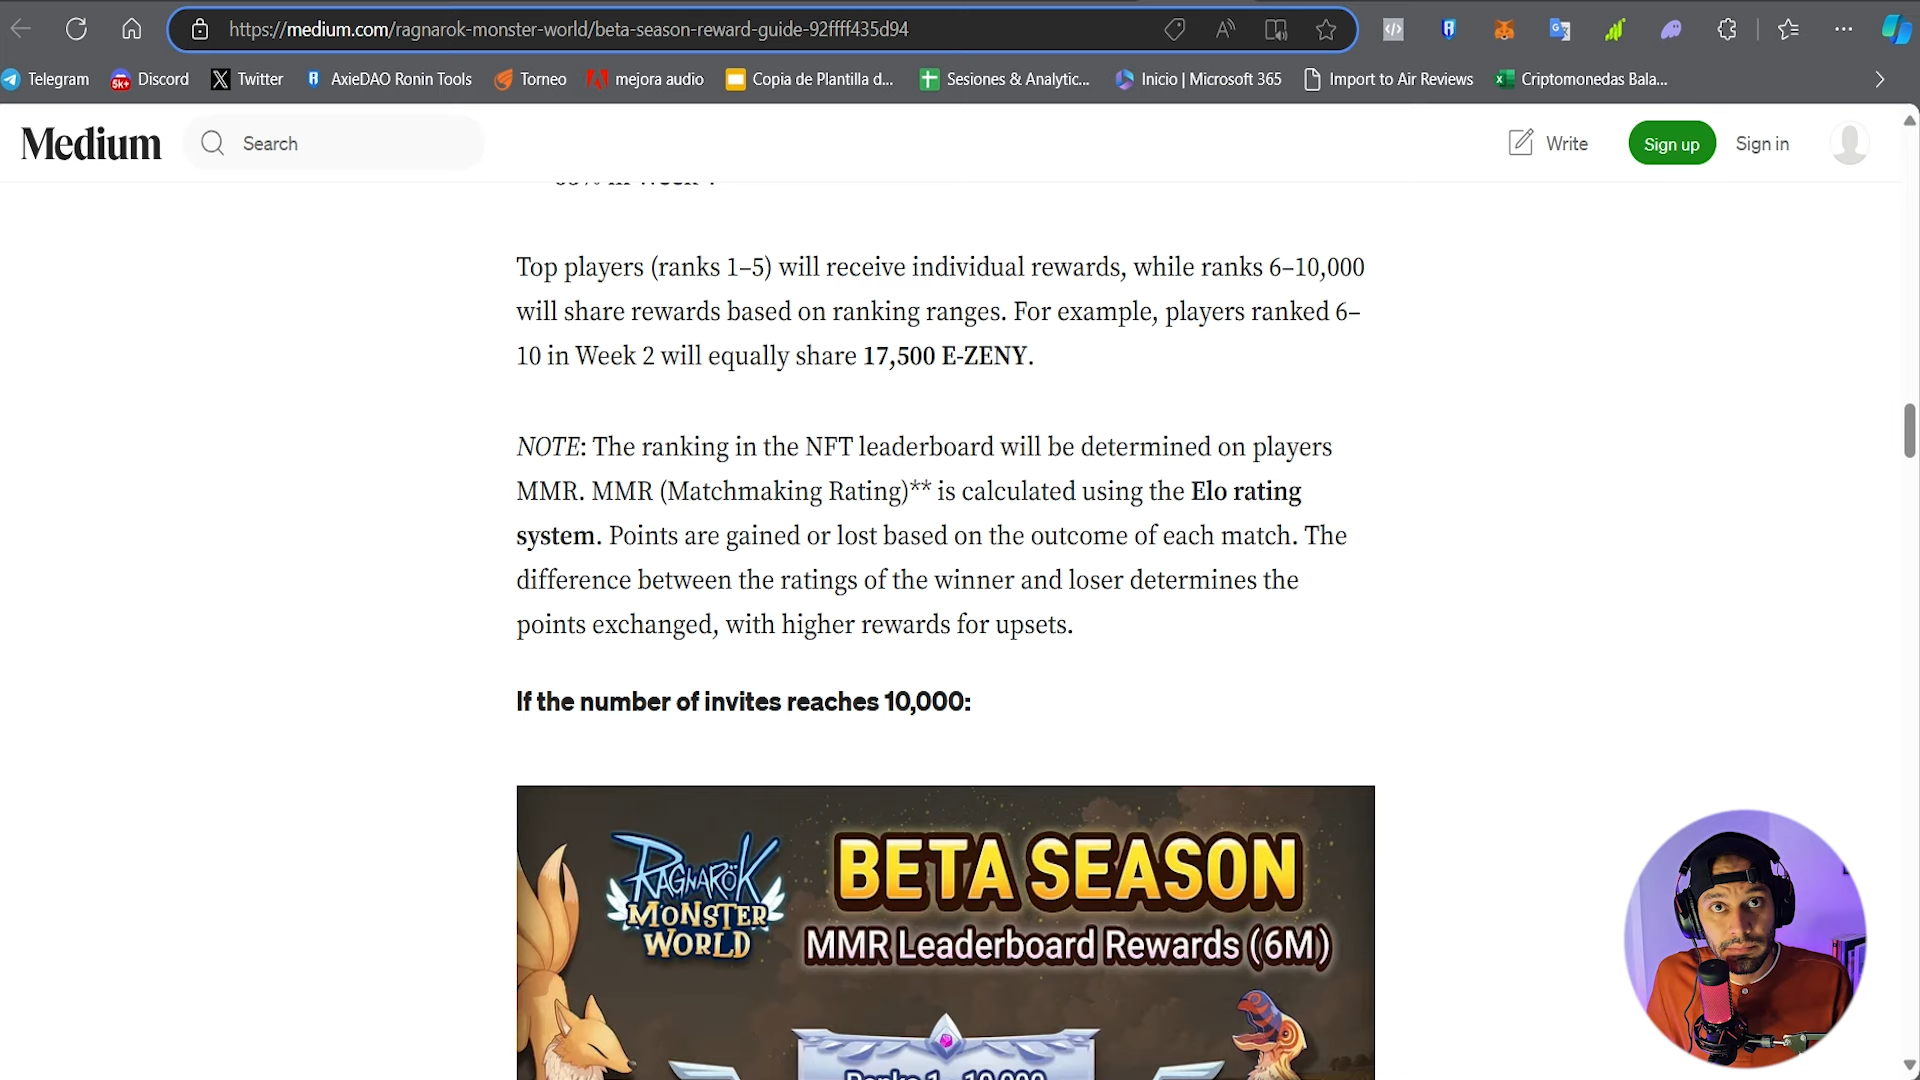 https://medium.com/ragnarok-monster-world/beta-season-reward-guide-92ffff435d94
Telegram
Discord
Twitter
AxieDAO Ronin Tools
Torneo
mejora audio
Copia de Plantilla d...
Sesiones & Analytic...
Inicio | Microsoft 365
Import to Air Reviews
Criptomonedas Bala...
Medium
Search
Write
Sign up
Sign in
Top players (ranks 1–5) will receive individual rewards, while ranks 6–10,000
will share rewards based on ranking ranges. For example, players ranked 6–
10 in Week 2 will equally share 17,500 E-ZENY.
NOTE: The ranking in the NFT leaderboard will be determined on players
MMR. MMR (Matchmaking Rating)** is calculated using the Elo rating
system. Points are gained or lost based on the outcome of each match. The
difference between the ratings of the winner and loser determines the
points exchanged, with higher rewards for upsets.
If the number of invites reaches 10,000:
RAGNARÖK
MONSTER
WORLD
BETA SEASON
MMR Leaderboard Rewards (6M)
Ranks 1 - 10,000